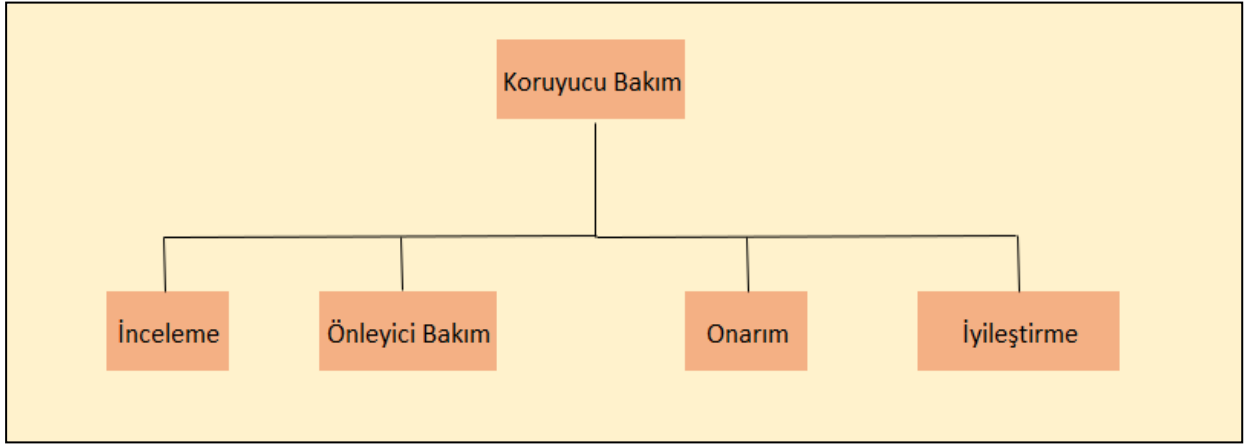 Koruyucu Bakım
İnceleme
Önleyici Bakım
Onarım
İyileştirme